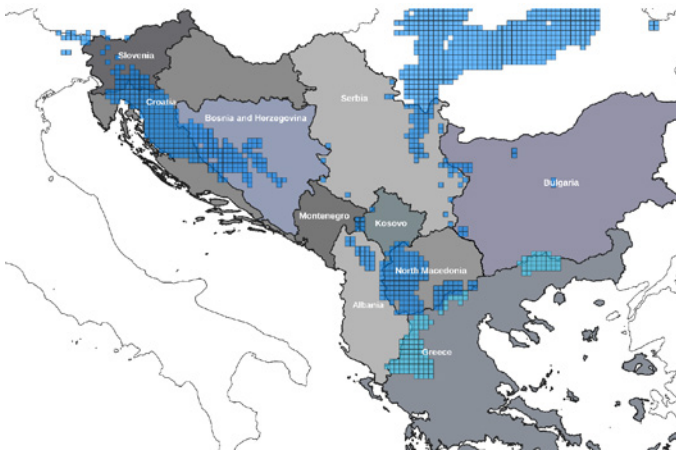 Slovenia
Croatia
Bosnia and Herzegovina
Serbia
Montenegro
Kosovo
Bulgaria
North Macedonia
Albania
Greece